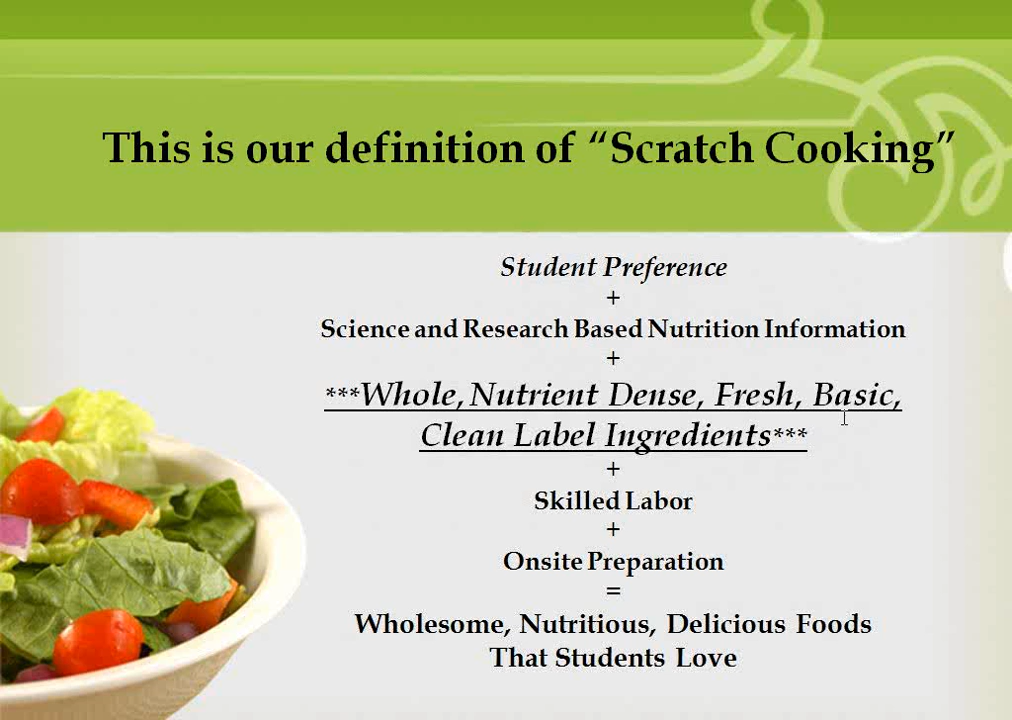 This is our definition of “Scratch Cooking”
Student Preference
+
Science and Research Based Nutrition Information
+
***Whole, Nutrient Dense, Fresh, Basic,
Clean Label Ingredients***
+
Skilled Labor
+
Onsite Preparation
=
Wholesome, Nutritious, Delicious Foods
That Students Love